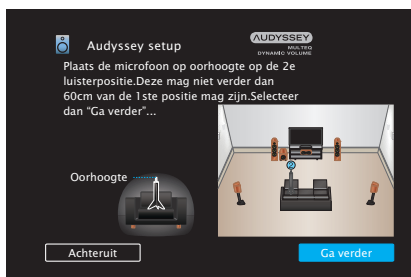 Audyssey setup
AUDYSSEY
MULTEQ
DYNAMIC VOLUME
Plaats de microfoon op oorhoogte op de 2e
luisterpositie.Deze mag niet verder dan
60cm van de 1ste positie mag zijn.Selecteer
dan "Ga verder"...
Oorhoogte
Achteruit
Ga verder